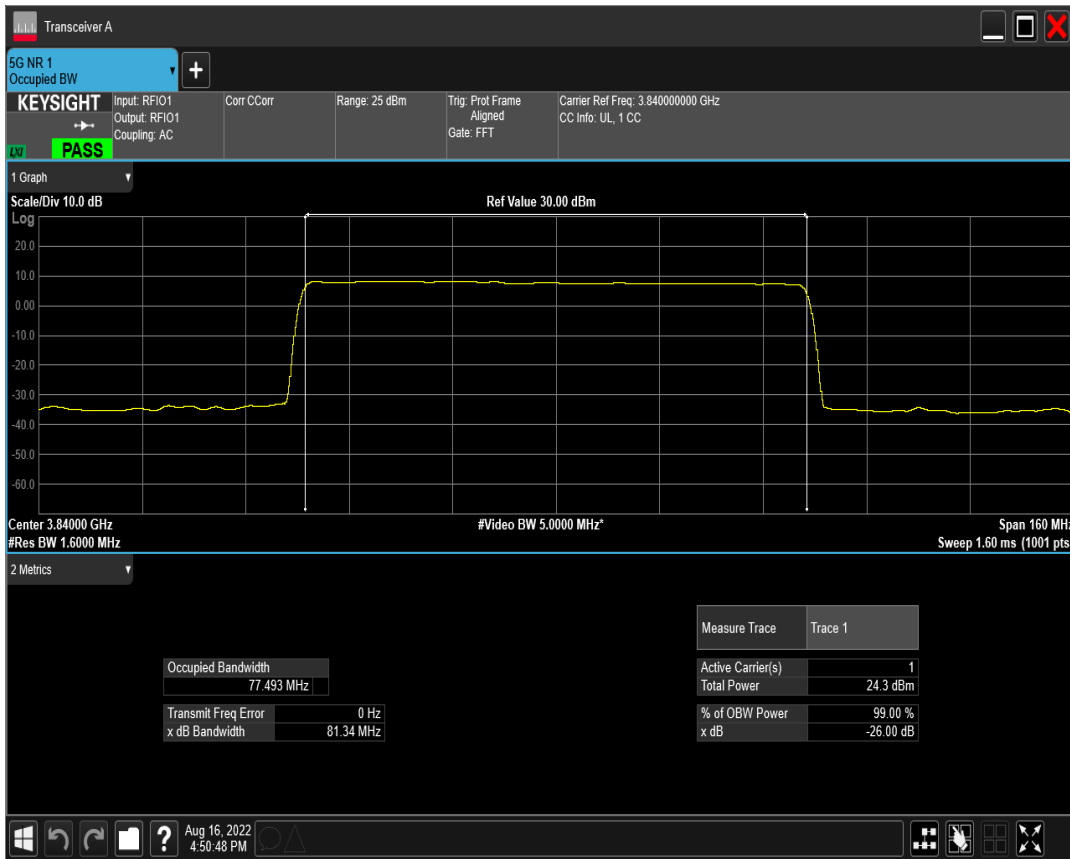 Transceiver A
5G NR 1
Occupied BW
+
KEYSIGHT
LXI
PASS
Input: RFIO1
Output: RFIO1
Coupling: AC
Corr CCorr
Range: 25 dBm
Trig: Prot Frame
Aligned
Gate: FFT
Carrier Ref Freq: 3.840000000 GHz
CC Info: UL, 1 CC
1 Graph
Scale/Div 10.0 dB
Ref Value 30.00 dBm
Log
20.0
10.0
0.00
-10.0
-20.0
-30.0
-40.0
-50.0
-60.0
Center 3.84000 GHz
#Video BW 5.0000 MHz*
Span 160 MHz
#Res BW 1.6000 MHz
Sweep 1.60 ms (1001 pts
2 Metrics
Measure Trace Trace 1
Occupied Bandwidth
77.493 MHz
Active Carrier(s) 1
Total Power 24.3 dBm
Transmit Freq Error 0 Hz
x dB Bandwidth 81.34 MHz
% of OBW Power 99.00 %
x dB -26.00 dB
?
Aug 16, 2022
4:50:48 PM